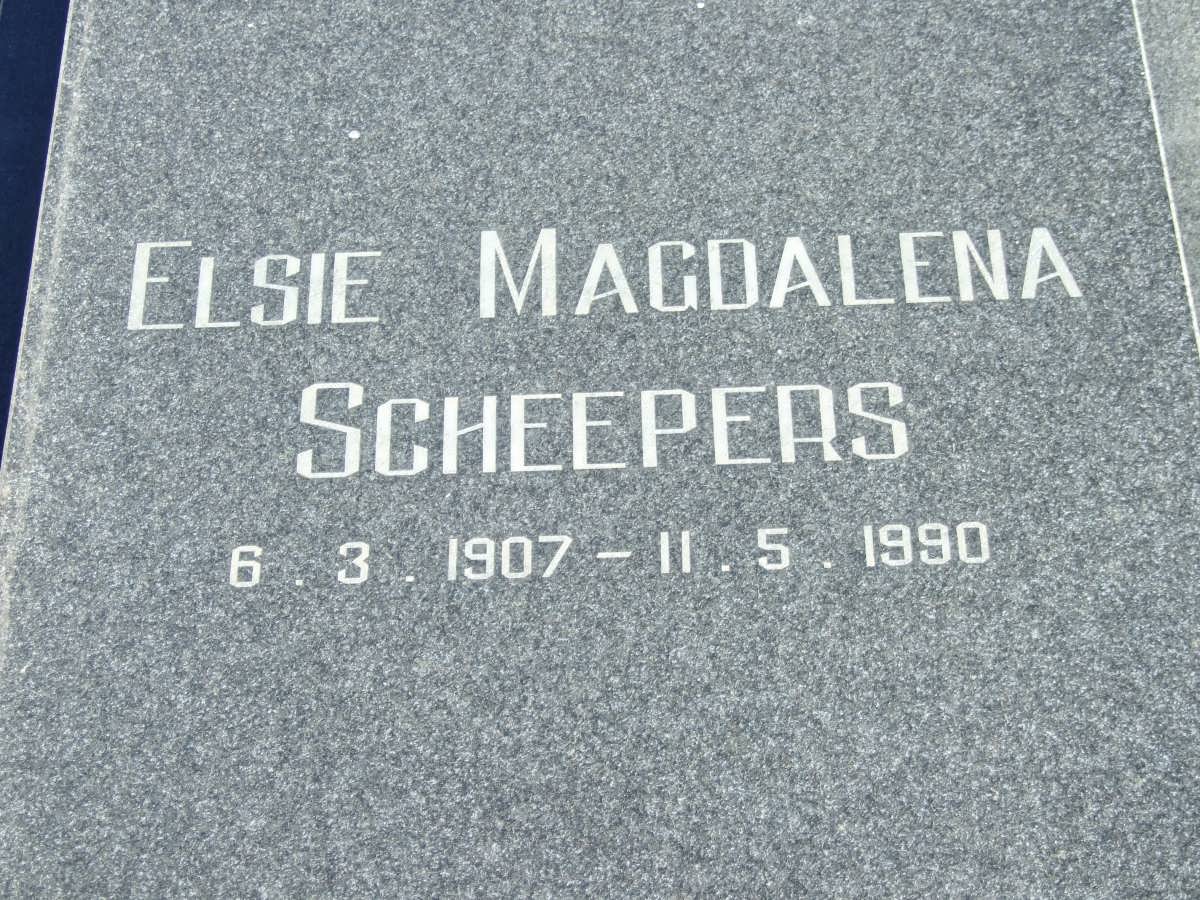 ELSIE MAGDALENA
SCHEEPERS
6.3.1907 – 11.5.1990